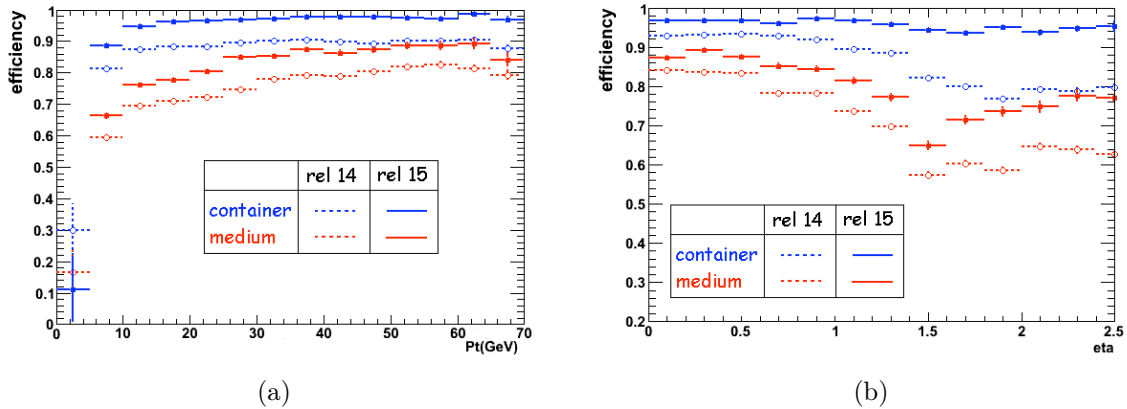 efficiency
1
0.9
0.8
0.7
0.6
0.5
0.4
0.3
0.2
0.1
0
0 10 20 30 40 50 60 70
Pt(GeV)
rel 14 rel 15
container
medium
(a)
efficiency
1
0.9
0.8
0.7
0.6
0.5
0.4
0.3
0.2
0 0.5 1 1.5 2 2.5
eta
rel 14 rel 15
container
medium
(b)